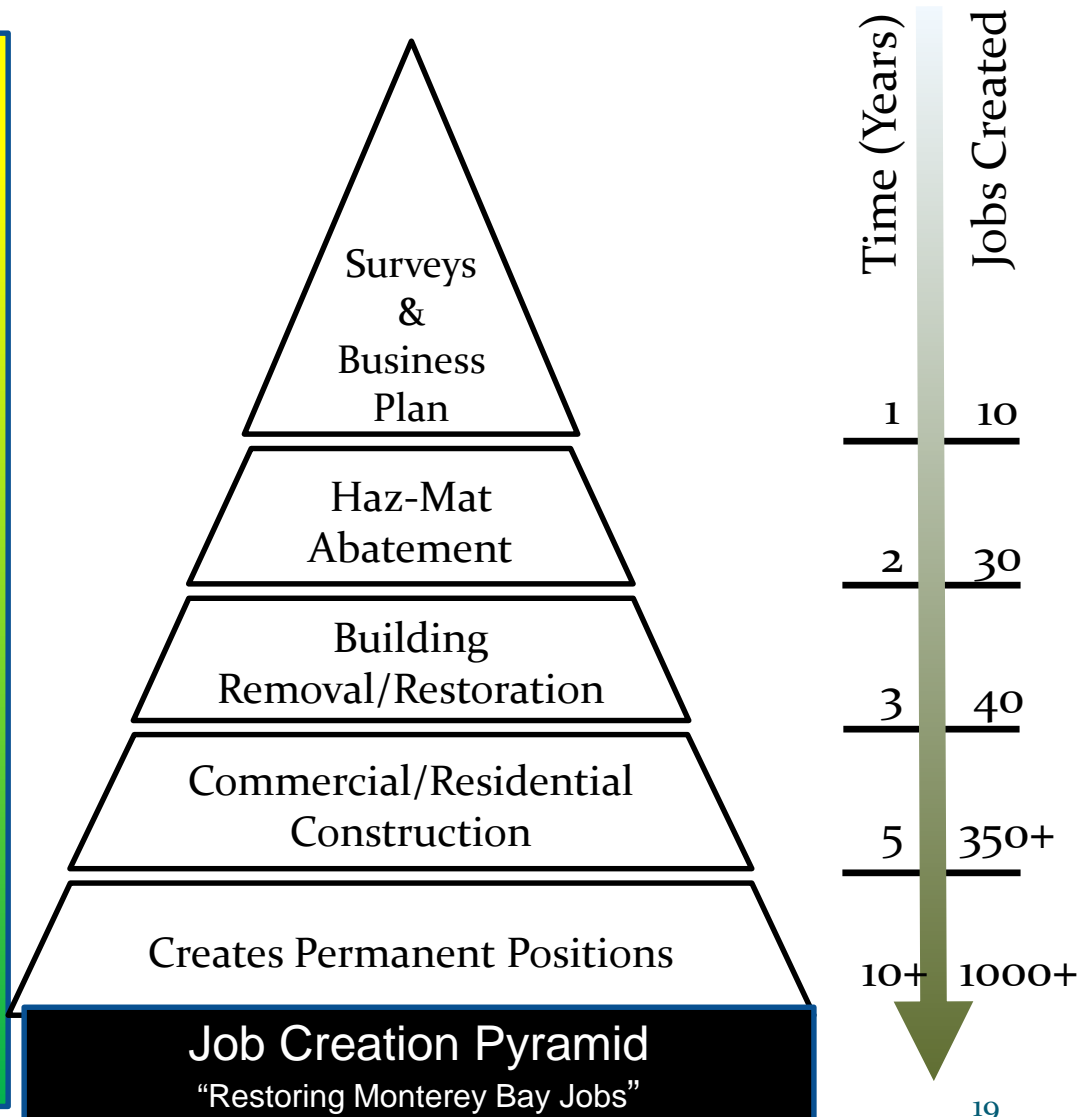 Surveys
&
Business
Plan
Haz-Mat
Abatement
Building
Removal/Restoration
Commercial/Residential
Construction
Creates Permanent Positions
Job Creation Pyramid
“Restoring Monterey Bay Jobs”
Time (Years)
Jobs Created
1 10
2 30
3 40
5 350+
10+ 1000+
19